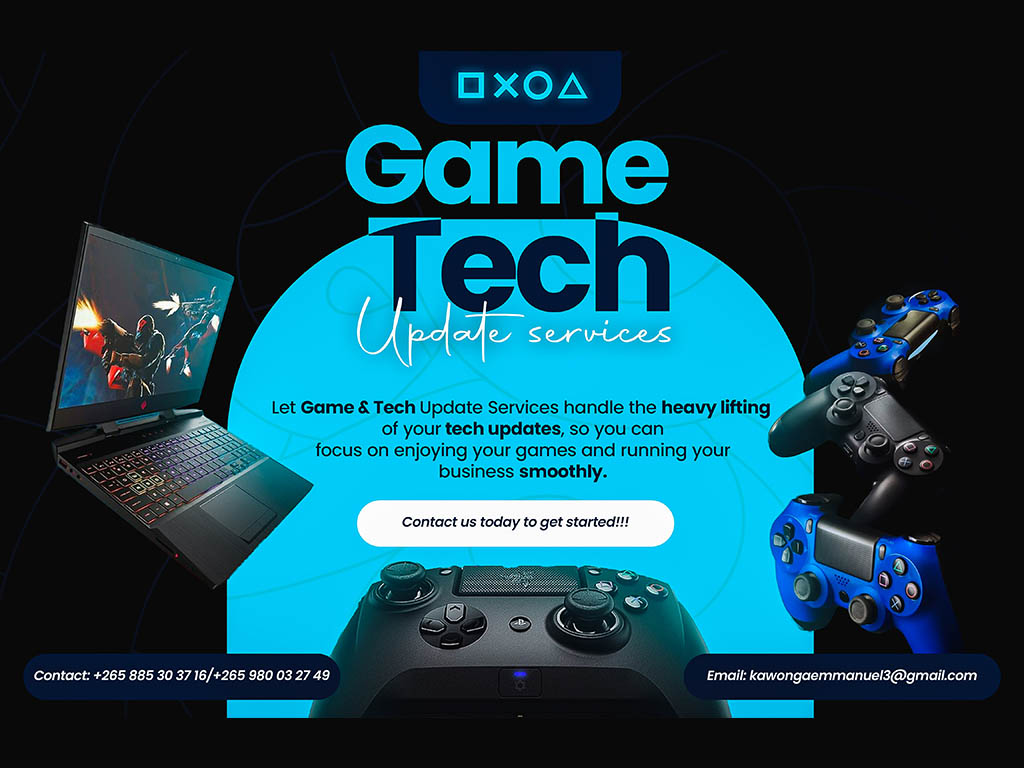 Game
Tech
Update services
Let Game & Tech Update Services handle the heavy lifting
of your tech updates, so you can
focus on enjoying your games and running your
business smoothly.
Contact us today to get started!!!
Contact: +265 885 30 37 16/+265 980 03 27 49
Email: kawongaemmanuel3@gmail.com